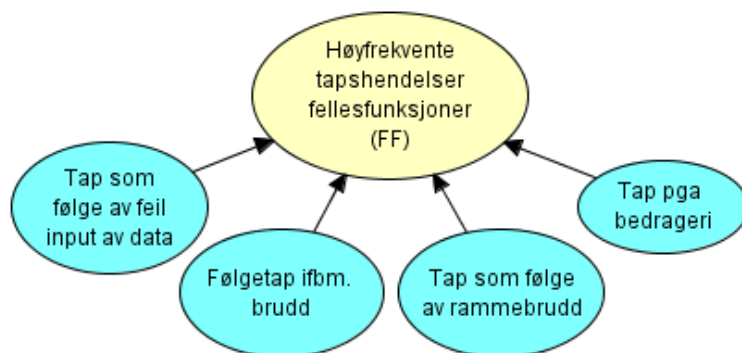 Høyfrekvente
tapshendelser
fellesfunksjoner
(FF)
Tap som
følge av feil
input av data
Følgetap ifbm.
brudd
Tap som følge
av rammebrudd
Tap pga
bedrageri